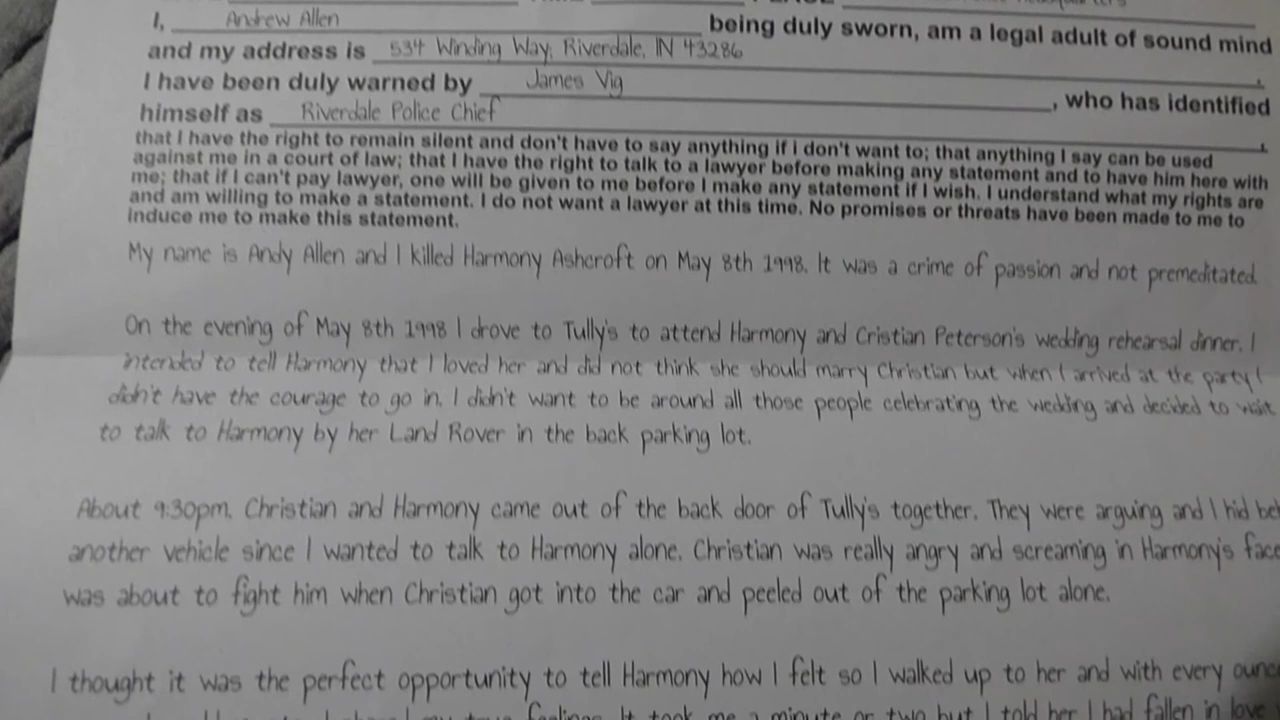 I, Andrew Allen being duly sworn, am a legal adult of sound mind
and my address is 534 Winding Way, Riverdale, IN 43286 .
I have been duly warned by James Vig , who has identified
himself as Riverdale Police Chief .
that I have the right to remain silent and don't have to say anything if i don't want to; that anything I say can be used
against me in a court of law; that I have the right to talk to a lawyer before making any statement and to have him here with
me; that if I can't pay lawyer, one will be given to me before I make any statement if I wish. I understand what my rights are
and am willing to make a statement. I do not want a lawyer at this time. No promises or threats have been made to me to
induce me to make this statement.
My name is Andy Allen and I killed Harmony Ashcroft on May 8th 1998. It was a crime of passion and not premeditated.
On the evening of May 8th 1998 I drove to Tully's to attend Harmony and Cristian Peterson's wedding rehearsal dinner. I
intended to tell Harmony that I loved her and did not think she should marry Christian but when I arrived at the party I
didn't have the courage to go in. I didn't want to be around all those people celebrating the wedding and decided to wait
to talk to Harmony by her Land Rover in the back parking lot.
About 9:30pm. Christian and Harmony came out of the back door of Tully's together. They were arguing and I hid
another vehicle since I wanted to talk to Harmony alone. Christian was really angry and screaming in Harmony's face
was about to fight him when Christian got into the car and peeled out of the parking lot alone.
I thought it was the perfect opportunity to tell Harmony how I felt so I walked up to her and with every
feelings. It took me a minute or two but I told her I had fallen in love